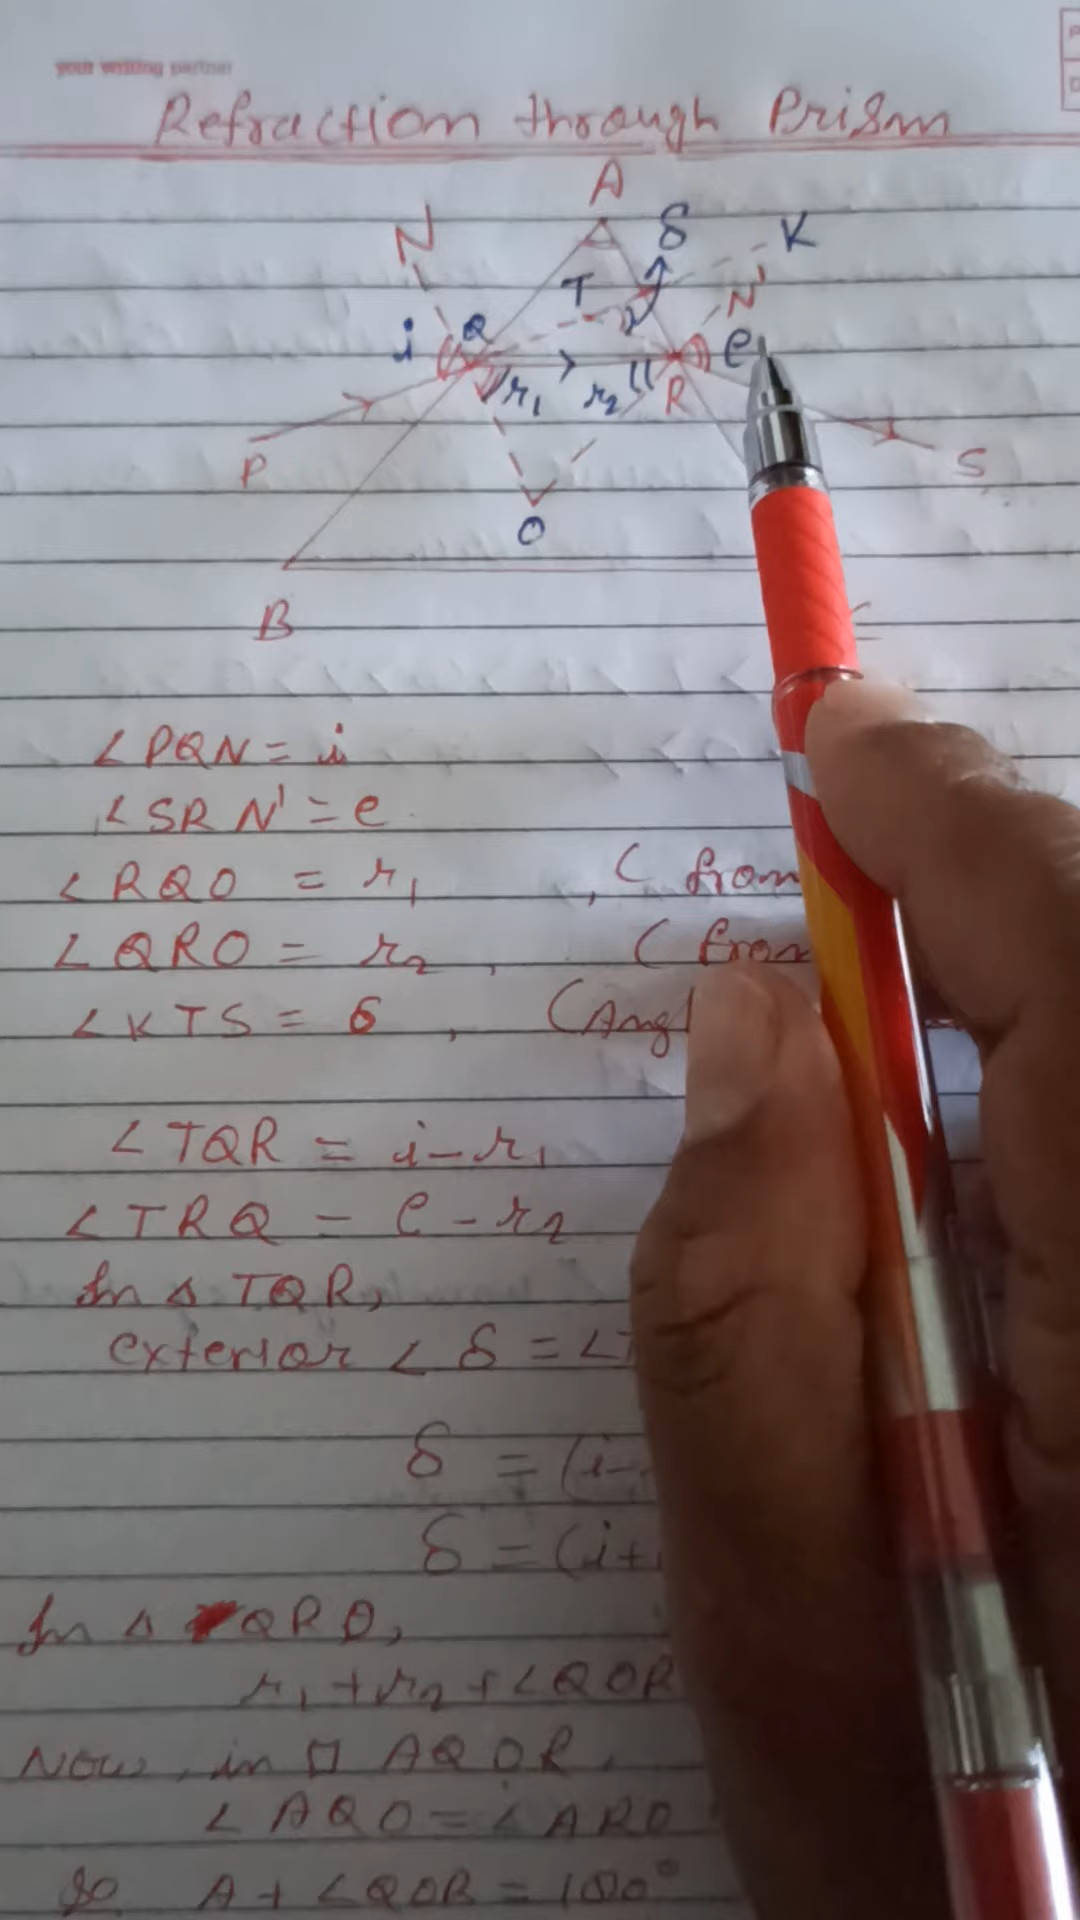 your writing partner
Refraction through Prism
A
N
δ
K
T
N'
i
Q
e
r₁
r₂
R
P
S
O
B
∠PQN = i
∠SRN' = e
∠RQO = r₁ , (from
∠QRO = r₂ , (from
∠KTS = δ , (Angl
∠TQR = i - r₁
∠TRQ = e - r₂
In Δ TQR,
exterior ∠ δ = ∠T
δ = (i -
δ = (i +
In Δ QRO,
r₁ + r₂ + ∠QOR
Now, in □ AQOR,
∠AQO = ∠ARO
So A + ∠QOR = 180°